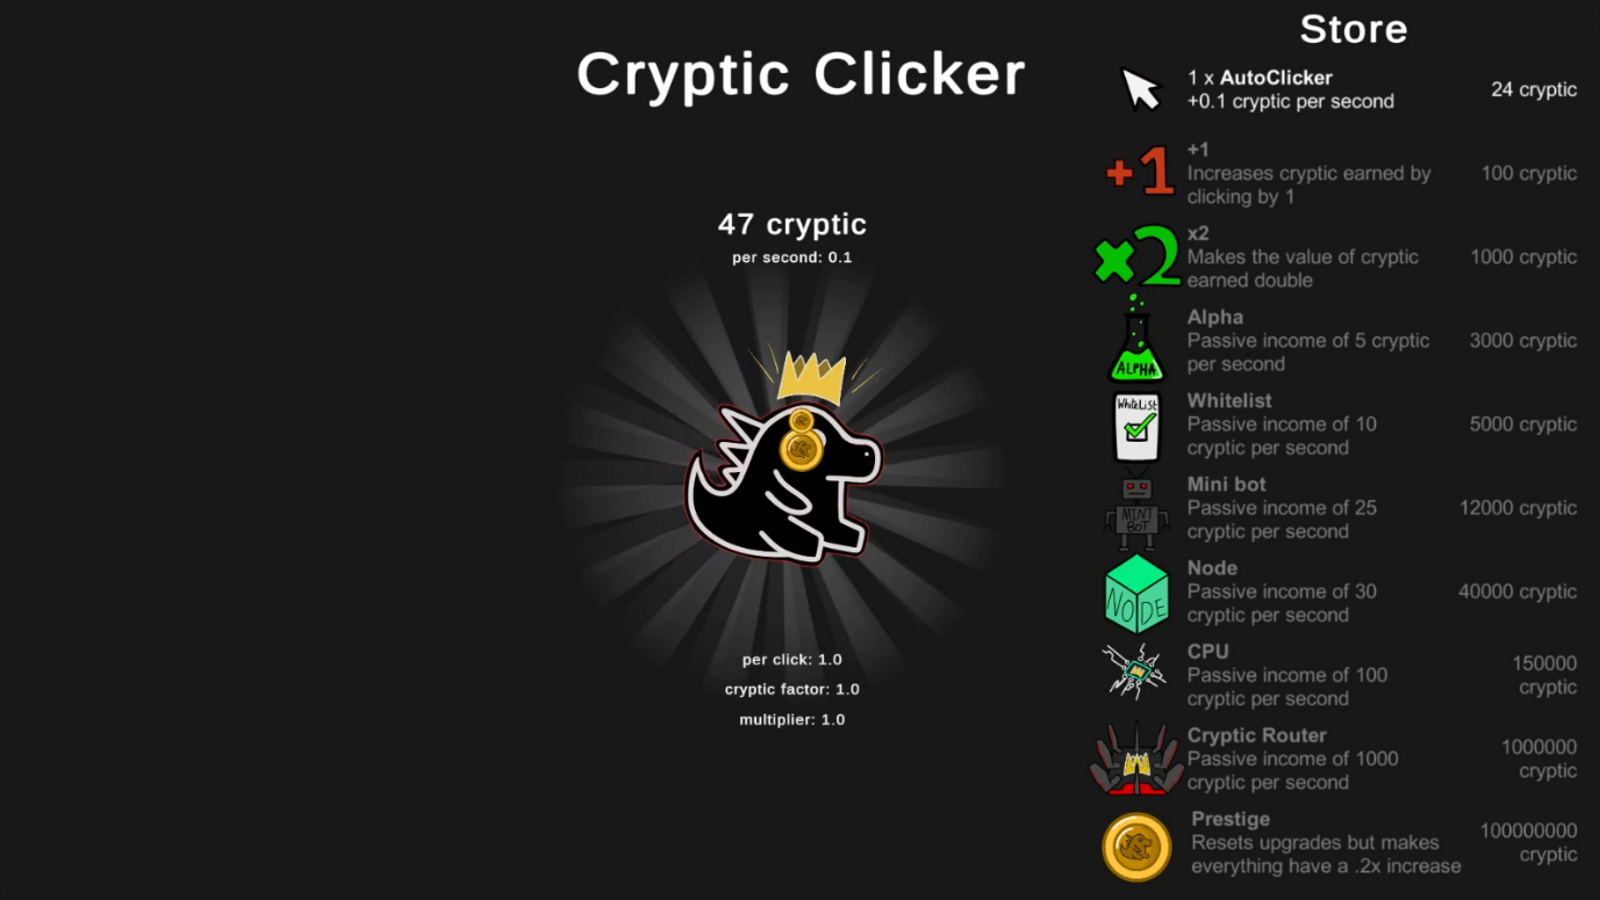 Store
Cryptic Clicker
1 x AutoClicker
+0.1 cryptic per second
24 cryptic
+1
+1
Increases cryptic earned by
clicking by 1
100 cryptic
47 cryptic
per second: 0.1
x2
x2
Makes the value of cryptic
earned double
1000 cryptic
ALPHA
Alpha
Passive income of 5 cryptic
per second
3000 cryptic
WhiteList
Whitelist
Passive income of 10
cryptic per second
5000 cryptic
MINI
BOT
Mini bot
Passive income of 25
cryptic per second
12000 cryptic
NODE
Node
Passive income of 30
cryptic per second
40000 cryptic
CPU
Passive income of 100
cryptic per second
150000
cryptic
per click: 1.0
cryptic factor: 1.0
multiplier: 1.0
Cryptic Router
Passive income of 1000
cryptic per second
1000000
cryptic
Prestige
Resets upgrades but makes
everything have a .2x increase
100000000
cryptic